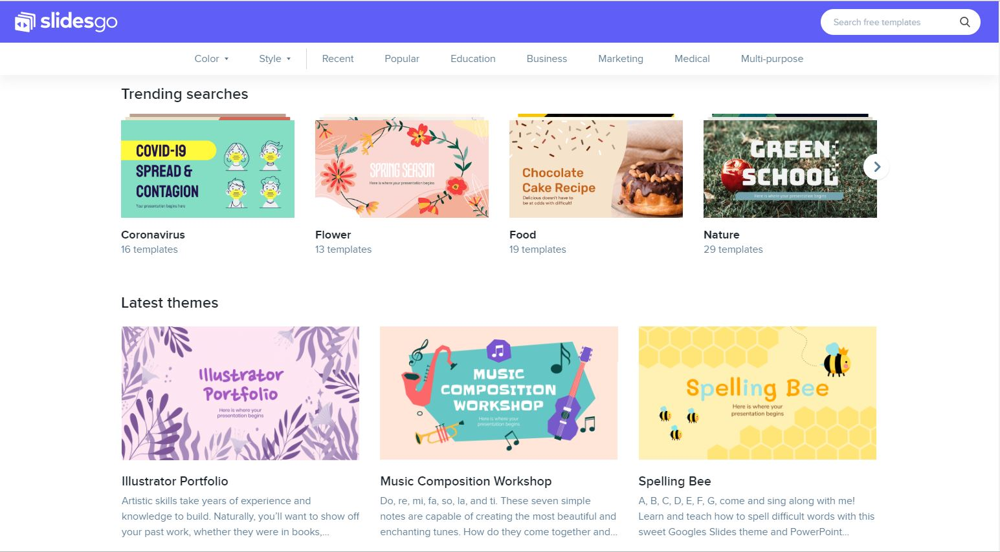 slidesgo
Search free templates
Color
Style
Recent
Popular
Education
Business
Marketing
Medical
Multi-purpose
Trending searches
COVID-19
SPREAD &
CONTAGION
Your presentation begins here
Coronavirus
16 templates
SPRING SEASON
Here is where your presentation begins
Flower
13 templates
Chocolate
Cake Recipe
Delicious doesn't have to
be at odds with difficult!
Food
19 templates
GREEN
SCHOOL
Here is where your presentation begins
Nature
29 templates
Latest themes
Illustrator
Portfolio
Here is where your
presentation begins
Illustrator Portfolio
Artistic skills take years of experience and
knowledge to build. Naturally, you’ll want to show off
your past work, whether they were in books,...
MUSIC
COMPOSITION
WORKSHOP
Here is where your
presentation begins
Music Composition Workshop
Do, re, mi, fa, so, la, and ti. These seven simple
notes are capable of creating the most beautiful and
enchanting tunes. How do they come together and...
Spelling Bee
Here is where your
presentation begins
Spelling Bee
A, B, C, D, E, F, G, come and sing along with me!
Learn and teach how to spell difficult words with this
sweet Googles Slides theme and PowerPoint...